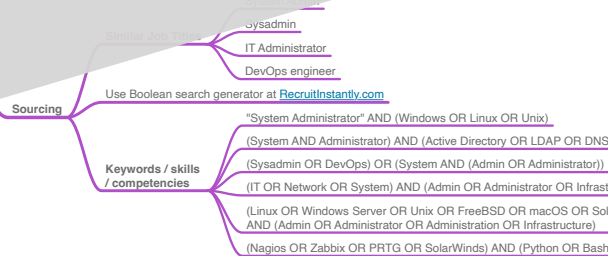 Sysadmin
Similar Job Titles
IT Administrator
DevOps engineer
Use Boolean search generator at RecruitInstantly.com
Sourcing
"System Administrator" AND (Windows OR Linux OR Unix)
(System AND Administrator) AND (Active Directory OR LDAP OR DNS
(Sysadmin OR DevOps) OR (System AND (Admin OR Administrator))
Keywords / skills
/ competencies
(IT OR Network OR System) AND (Admin OR Administrator OR Infrast
(Linux OR Windows Server OR Unix OR FreeBSD OR macOS OR Sol
AND (Admin OR Administrator OR Administration OR Infrastructure)
(Nagios OR Zabbix OR PRTG OR SolarWinds) AND (Python OR Bash